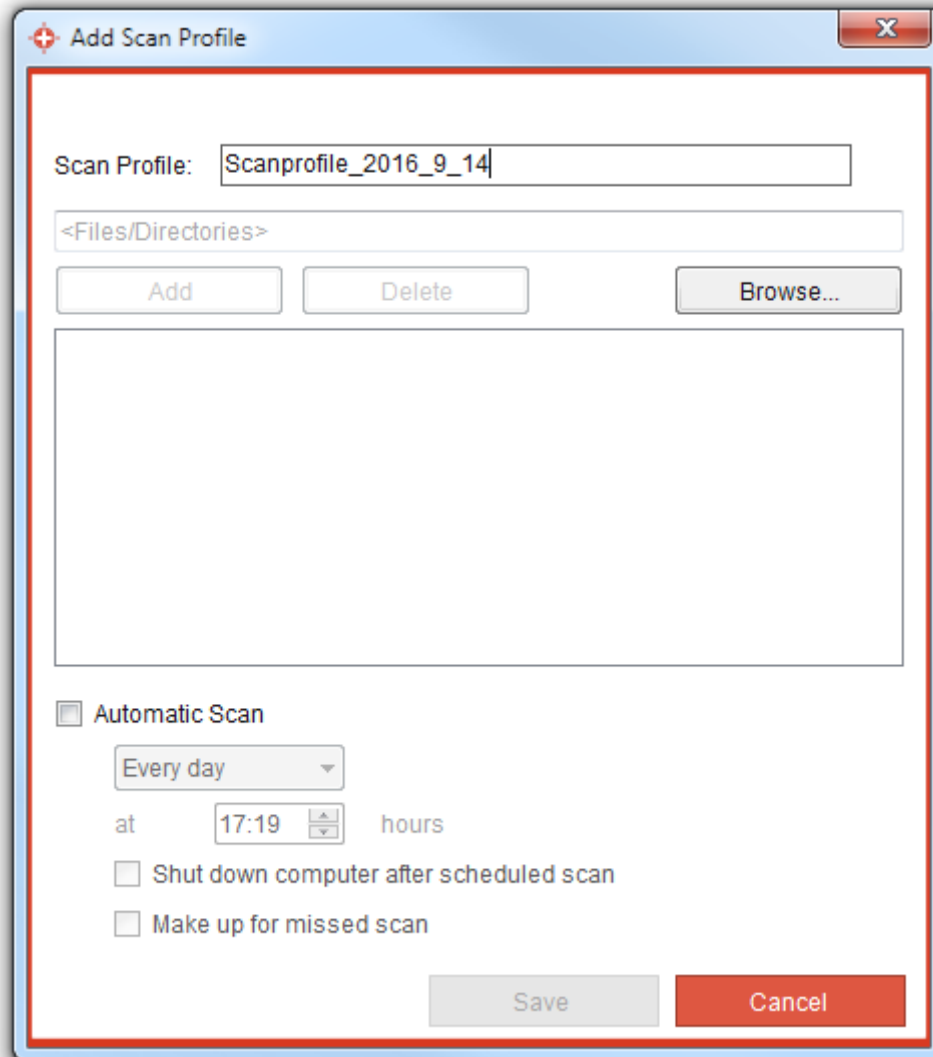 Add Scan Profile
Scan Profile: Scanprofile_2016_9_14
<Files/Directories>
Add Delete Browse...
Automatic Scan
Every day
at 17:19 hours
Shut down computer after scheduled scan
Make up for missed scan
Save Cancel